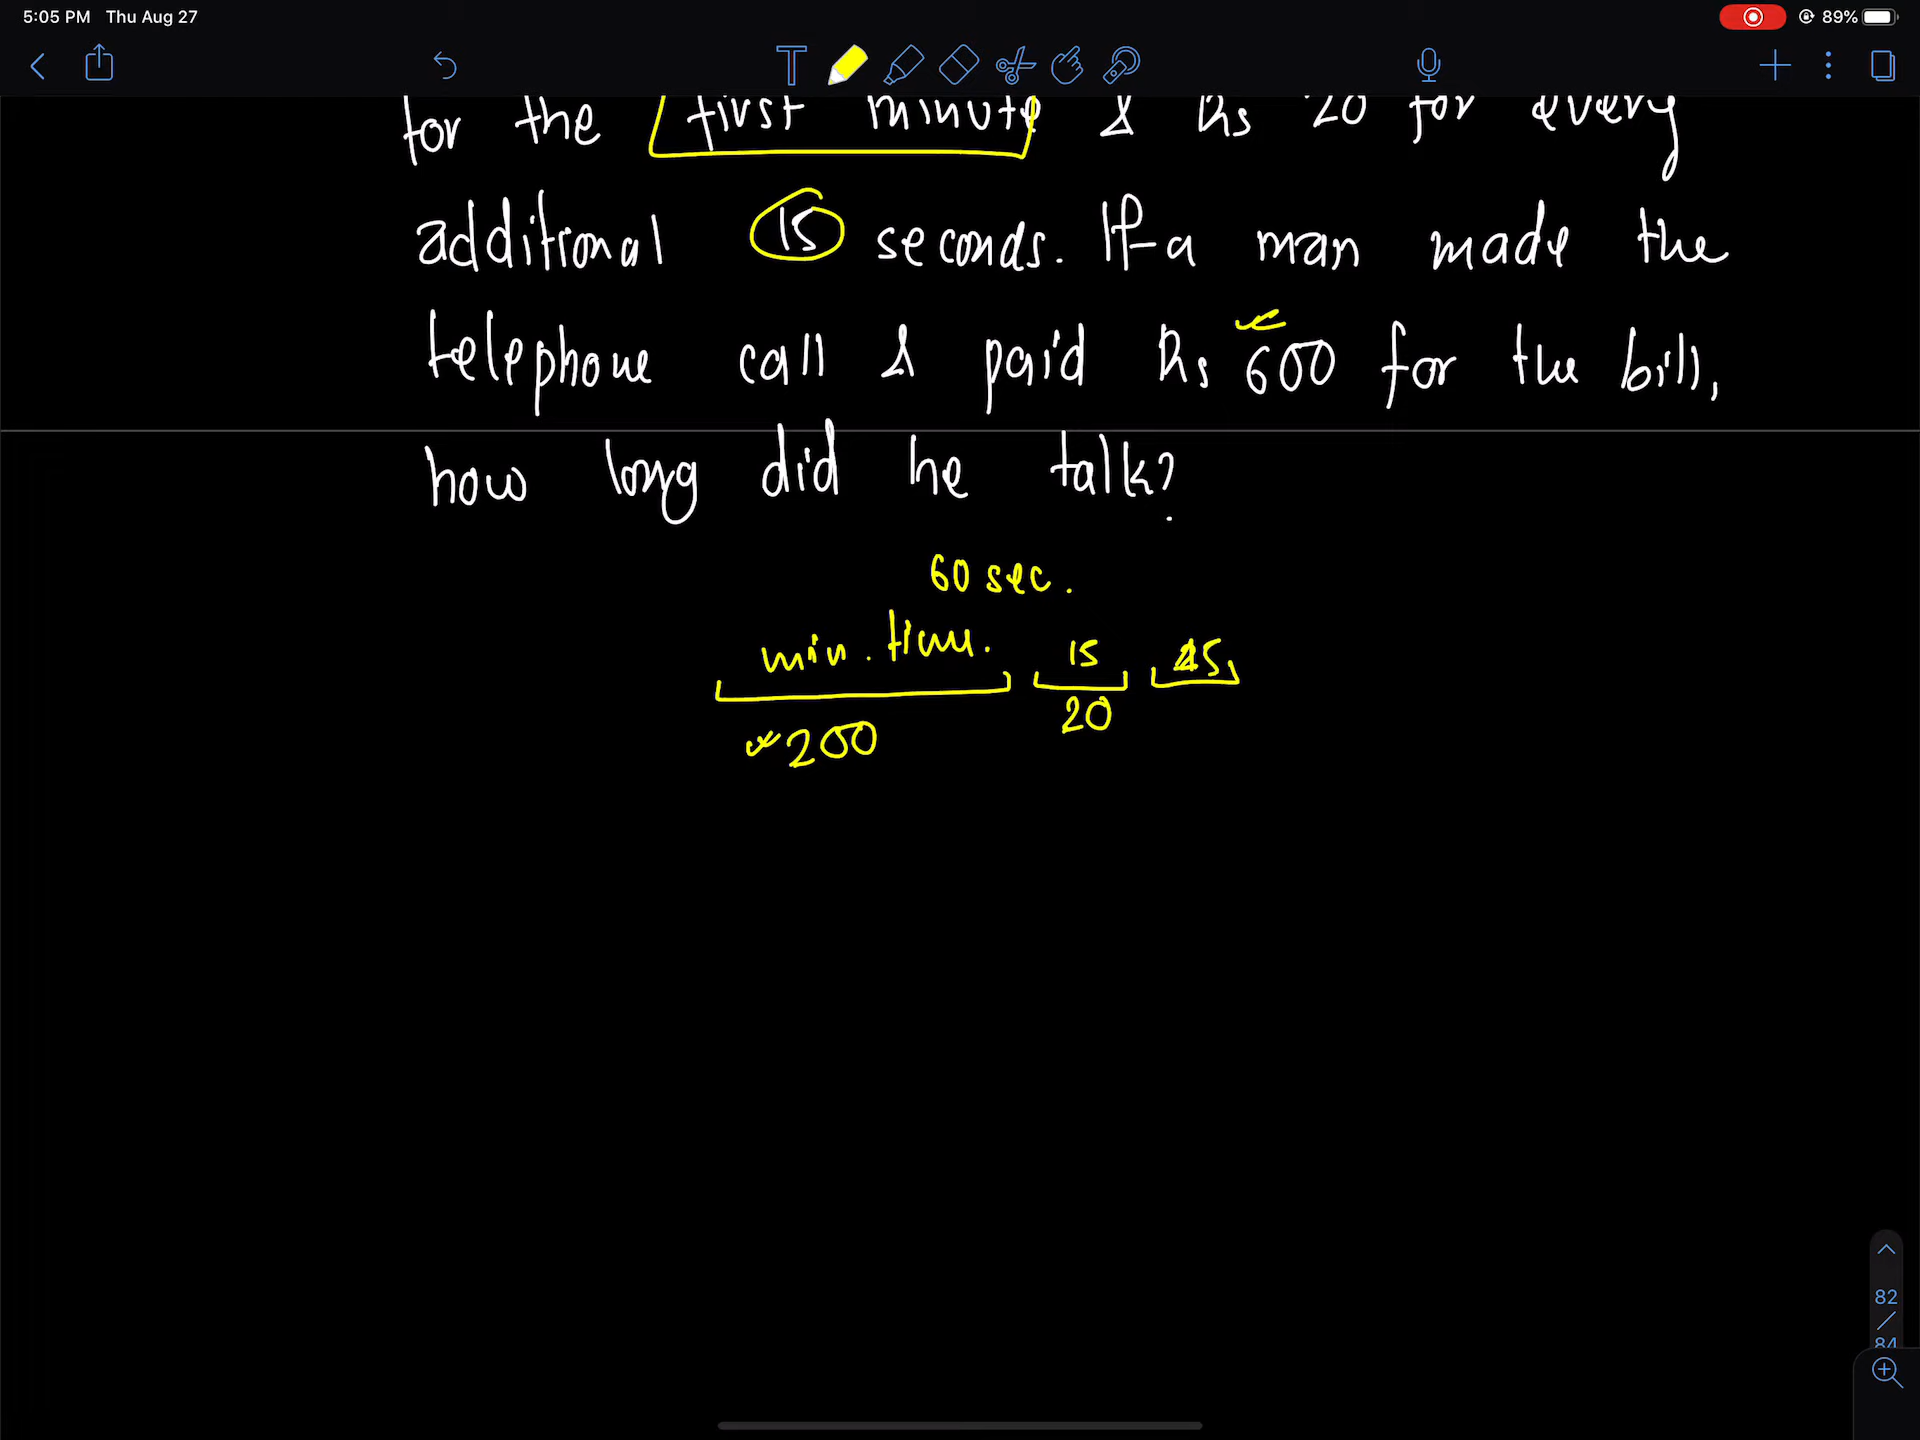 5:05 PM Thu Aug 27
89%
for the first minute & Rs 20 for every
additional 15 seconds. If a man made the
telephone call & paid Rs 600 for the bill,
how long did he talk?
60 sec.
min. time. 15
200 20
82
/
84